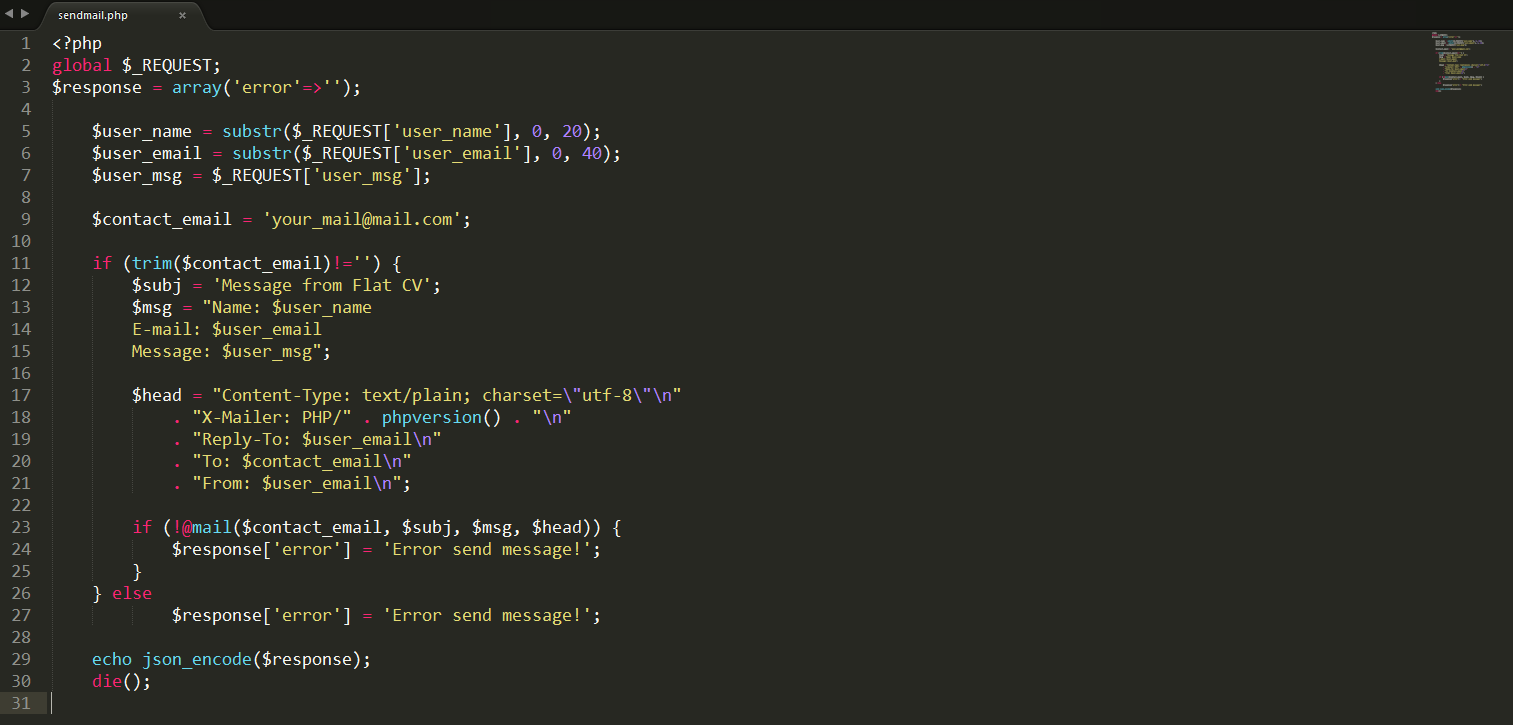 sendmail.php ×
1 <?php
2 global $_REQUEST;
3 $response = array('error'=>'');
4
5 $user_name = substr($_REQUEST['user_name'], 0, 20);
6 $user_email = substr($_REQUEST['user_email'], 0, 40);
7 $user_msg = $_REQUEST['user_msg'];
8
9 $contact_email = 'your_mail@mail.com';
10
11 if (trim($contact_email)!='') {
12 $subj = 'Message from Flat CV';
13 $msg = "Name: $user_name
14 E-mail: $user_email
15 Message: $user_msg";
16
17 $head = "Content-Type: text/plain; charset=\"utf-8\"\n"
18 . "X-Mailer: PHP/" . phpversion() . "\n"
19 . "Reply-To: $user_email\n"
20 . "To: $contact_email\n"
21 . "From: $user_email\n";
22
23 if (!@mail($contact_email, $subj, $msg, $head)) {
24 $response['error'] = 'Error send message!';
25 }
26 } else
27 $response['error'] = 'Error send message!';
28
29 echo json_encode($response);
30 die();
31